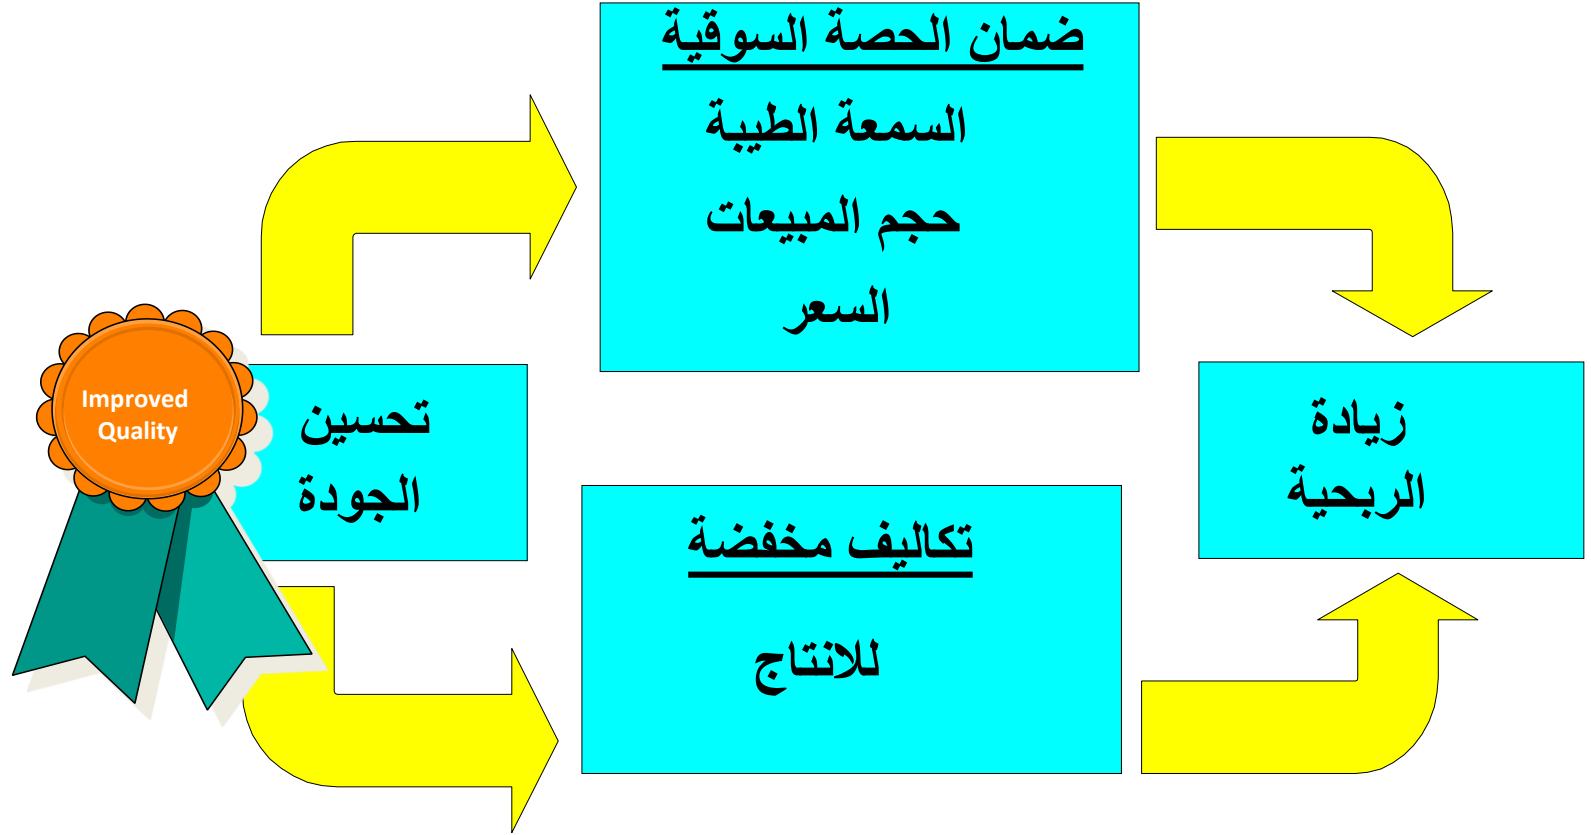 ضمان الحصة السوقية
السمعة الطيبة
حجم المبيعات
السعر
Improved
Quality
تحسين
الجودة
زيادة
الربحية
تكاليف مخفضة
للانتاج